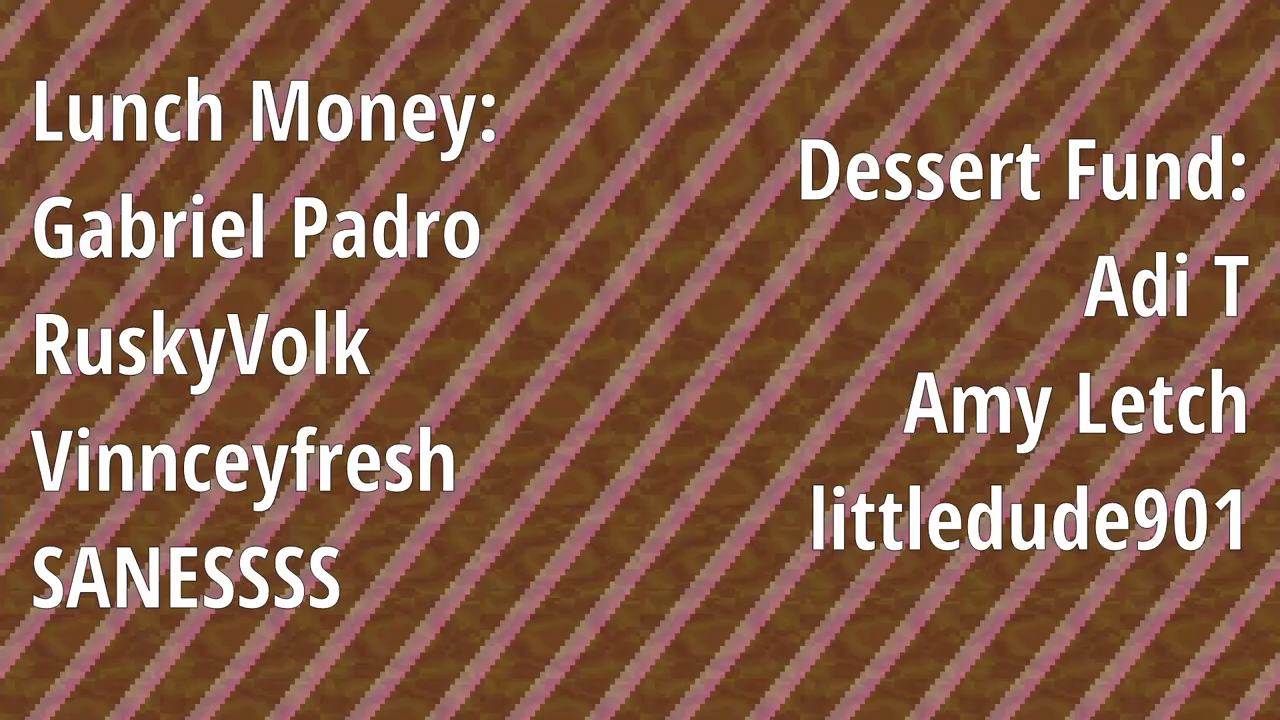 Lunch Money:
Gabriel Padro
RuskyVolk
Vinnceyfresh
SANESSSS
Dessert Fund:
Adi T
Amy Letch
littledude901